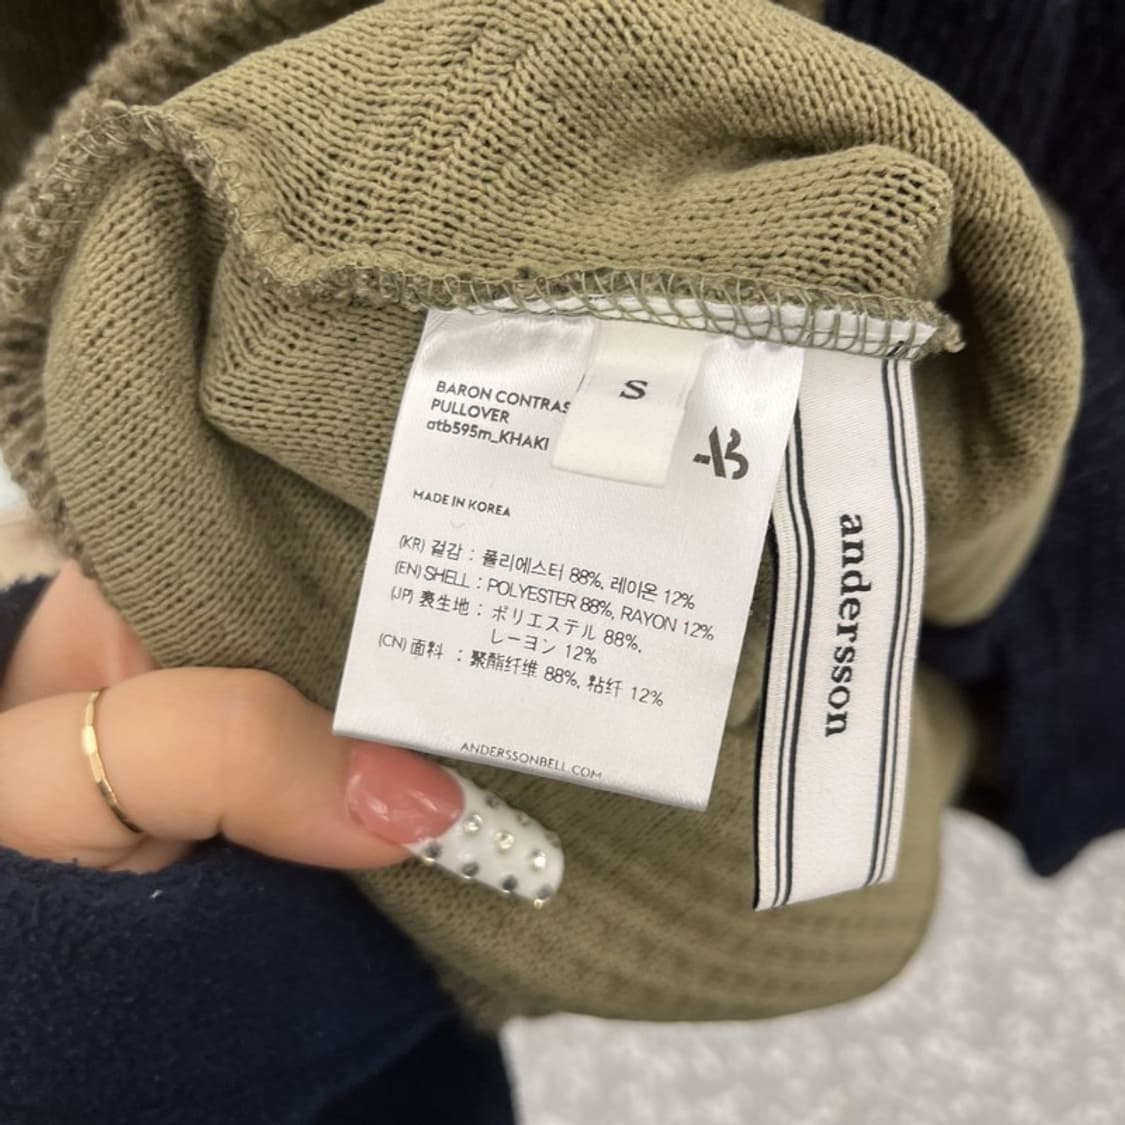 BARON CONTRAS
PULLOVER
atb595m_KHAKI
S
AB
MADE IN KOREA
(KR) 겉감 : 폴리에스터 88%, 레이온 12%
(EN) SHELL : POLYESTER 88%, RAYON 12%
(JP) 表生地 : ポリエステル 88%,
レーヨン 12%
(CN) 面料 : 聚酯纤维 88%, 粘纤 12%
ANDERSSONBELL.COM
andersson